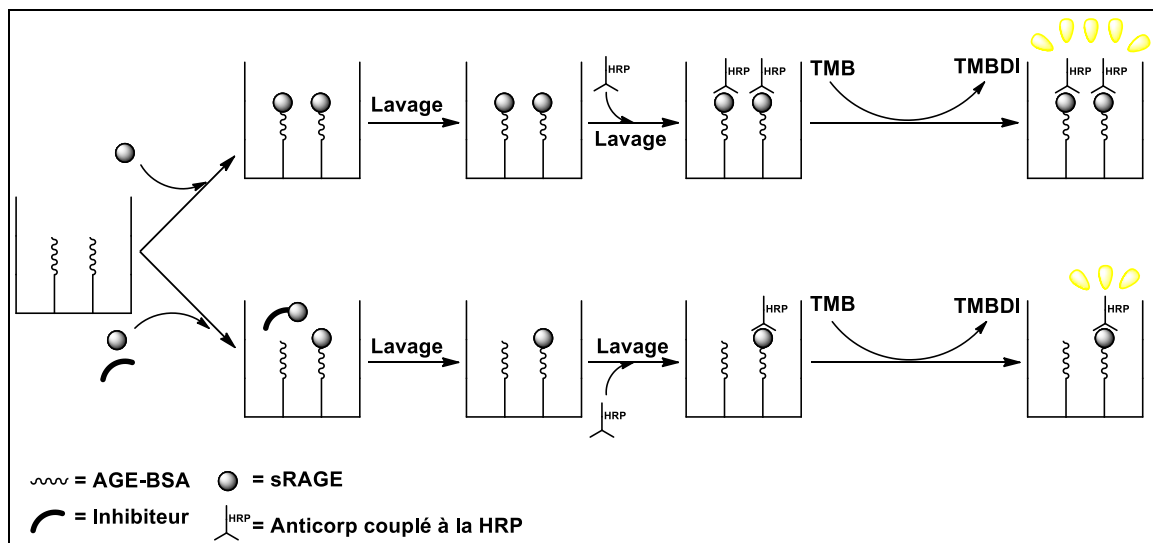 HRP
TMB
TMBDI
HRP HRP
HRP HRP
Lavage
Lavage
HRP
TMB
TMBDI
HRP
Lavage
Lavage
HRP
= AGE-BSA
= sRAGE
= Inhibiteur
HRP
= Anticorp couplé à la HRP